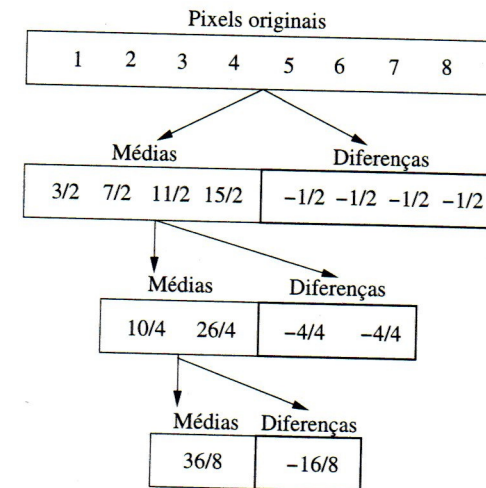 Pixels originais
1 2 3 4 5 6 7 8
Médias Diferenças
3/2 7/2 11/2 15/2 −1/2 −1/2 −1/2 −1/2
Médias Diferenças
10/4 26/4 −4/4 −4/4
Médias Diferenças
36/8 −16/8